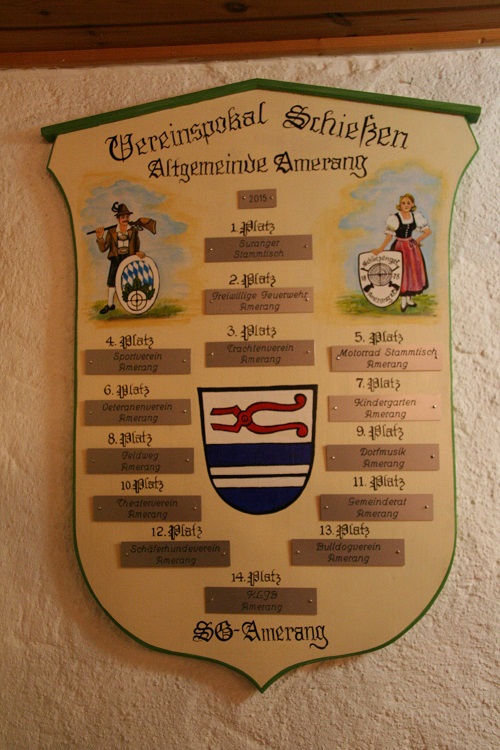 Vereinspokal Schießen
Altgemeinde Amerang
2015
1. Platz
Suranger
Stammtisch
2. Platz
Freiwillige Feuerwehr
Amerang
3. Platz
Trachtenverein
Amerang
4. Platz
Sportverein
Amerang
5. Platz
Motorrad Stammtisch
Amerang
6. Platz
Veteranenverein
Amerang
7. Platz
Kindergarten
Amerang
8. Platz
Feldweg
Amerang
9. Platz
Dorfmusik
Amerang
10. Platz
Theaterverein
Amerang
11. Platz
Gemeinderat
Amerang
12. Platz
Schäferhundeverein
Amerang
13. Platz
Bulldogverein
Amerang
14. Platz
KLJB
Amerang
SG-Amerang